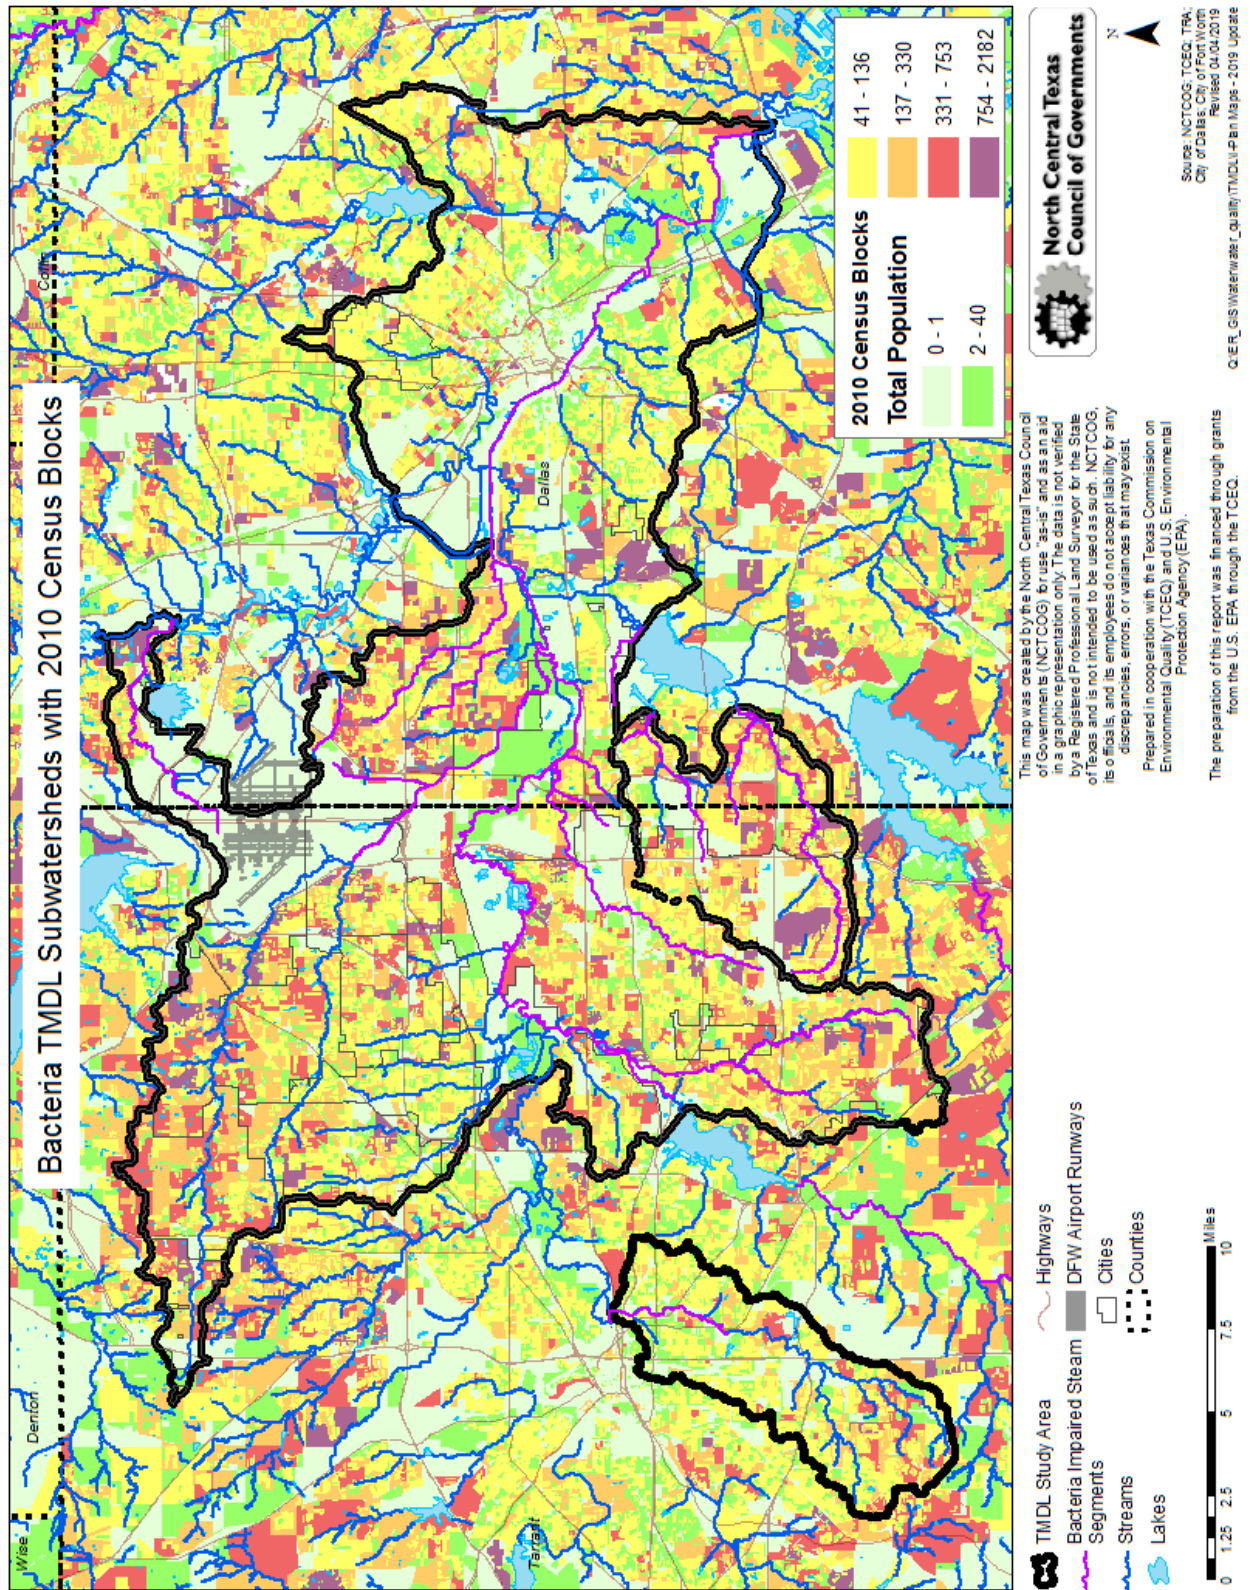 Bacteria TMDL Subwatersheds with 2010 Census Blocks
Wise
Denton
Collin
Tarrant
Dallas
2010 Census Blocks
Total Population
0 - 1
2 - 40
41 - 136
137 - 330
331 - 753
754 - 2182
TMDL Study Area
Bacteria Impaired Steam
Segments
Streams
Lakes
Highways
DFW Airport Runways
Cities
Counties
0 1.25 2.5 5 7.5 10
Miles
This map was created by the North Central Texas Council
of Governments (NCTCOG) for use "as-is" and as an aid
in a graphic representation only. The data is not verified
by a Registered Professional Land Surveyor for the State
of Texas and is not intended to be used as such. NCTCOG,
its officials, and its employees do not accept liability for any
discrepancies, errors, or variances that may exist.
Prepared in cooperation with the Texas Commission on
Environmental Quality (TCEQ) and U.S. Environmental
Protection Agency (EPA).
The preparation of this report was financed through grants
from the U.S. EPA through the TCEQ.
North Central Texas
Council of Governments
N
Source: NCTCOG; TCEQ; TRA;
City of Dallas; City of Fort Worth
Revised 04/04/2019
Q:\ER_GIS\Water\water_quality\TMDL\I-Plan Maps - 2019 Update